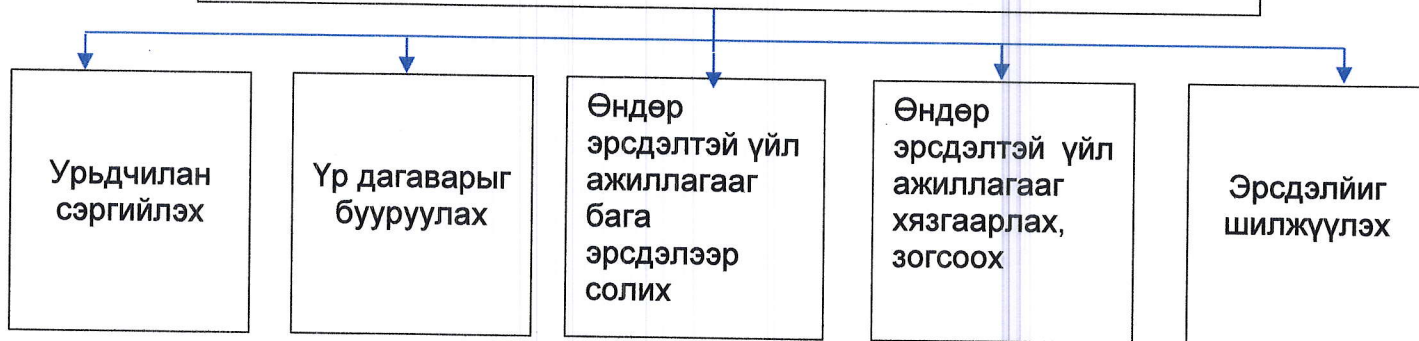 Урьдчилан
сэргийлэх
Үр дагаварыг
бууруулах
Өндөр
эрсдэлтэй үйл
ажиллагааг
бага
эрсдэлээр
солих
Өндөр
эрсдэлтэй үйл
ажиллагааг
хязгаарлах,
зогсоох
Эрсдэлйиг
шилжүүлэх